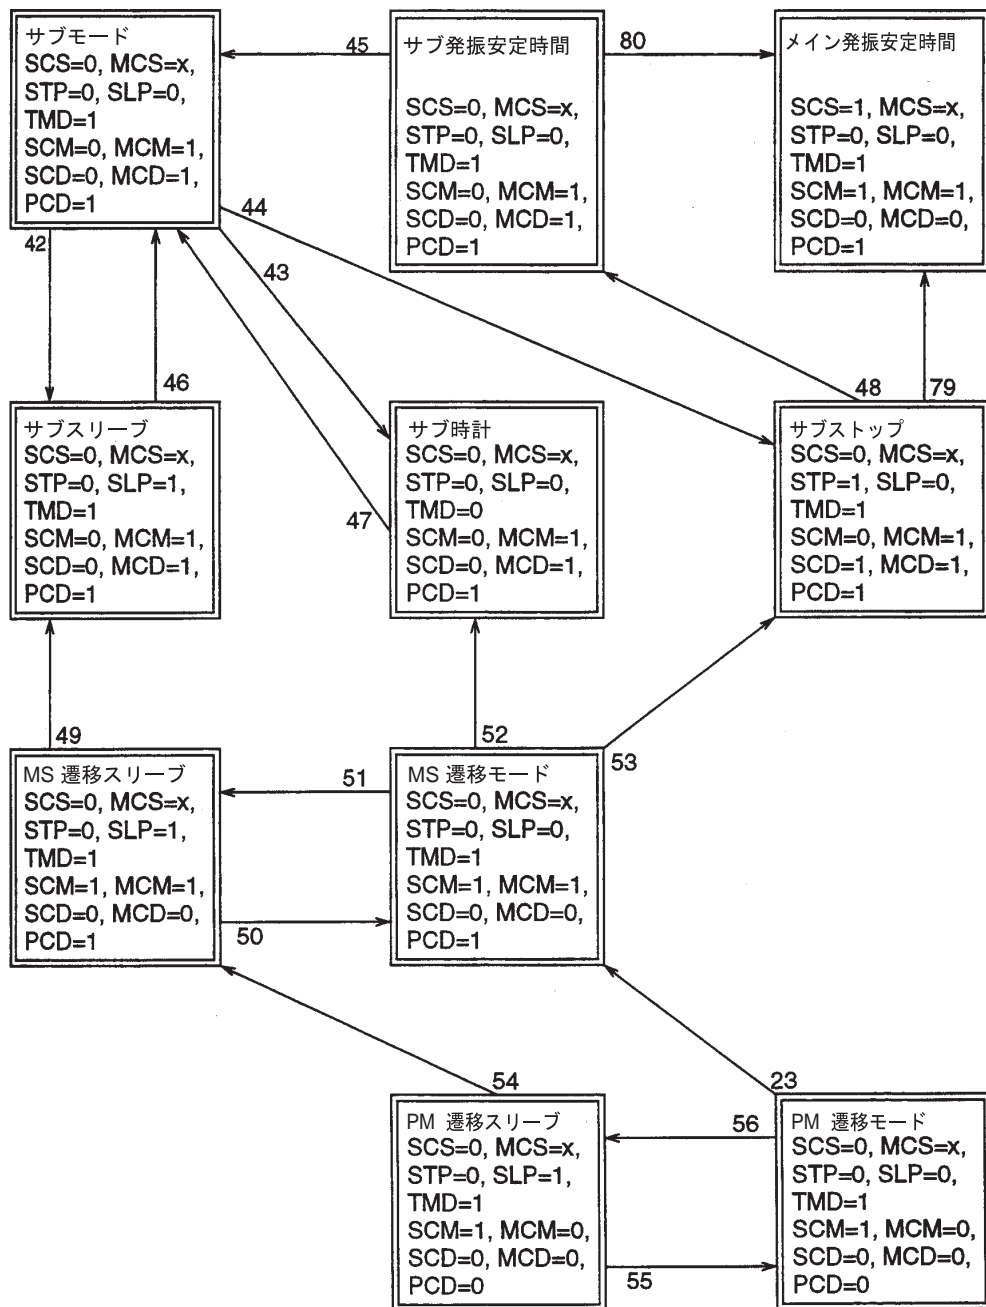 サブモード
SCS=0, MCS=x,
STP=0, SLP=0,
TMD=1
SCM=0, MCM=1,
SCD=0, MCD=1,
PCD=1
45
サブ発振安定時間
SCS=0, MCS=x,
STP=0, SLP=0,
TMD=1
SCM=0, MCM=1,
SCD=0, MCD=1,
PCD=1
80
メイン発振安定時間
SCS=1, MCS=x,
STP=0, SLP=0,
TMD=1
SCM=1, MCM=1,
SCD=0, MCD=0,
PCD=1
42
44
43
46
47
48
79
サブスリーブ
SCS=0, MCS=x,
STP=0, SLP=1,
TMD=1
SCM=0, MCM=1,
SCD=0, MCD=1,
PCD=1
サブ時計
SCS=0, MCS=x,
STP=0, SLP=0,
TMD=0
SCM=0, MCM=1,
SCD=0, MCD=1,
PCD=1
サブストップ
SCS=0, MCS=x,
STP=1, SLP=0,
TMD=1
SCM=0, MCM=1,
SCD=1, MCD=1,
PCD=1
49
52
53
MS 遷移スリーブ
SCS=0, MCS=x,
STP=0, SLP=1,
TMD=1
SCM=1, MCM=1,
SCD=0, MCD=0,
PCD=1
51
50
MS 遷移モード
SCS=0, MCS=x,
STP=0, SLP=0,
TMD=1
SCM=1, MCM=1,
SCD=0, MCD=0,
PCD=1
54
23
PM 遷移スリーブ
SCS=0, MCS=x,
STP=0, SLP=1,
TMD=1
SCM=1, MCM=0,
SCD=0, MCD=0,
PCD=0
56
55
PM 遷移モード
SCS=0, MCS=x,
STP=0, SLP=0,
TMD=1
SCM=1, MCM=0,
SCD=0, MCD=0,
PCD=0